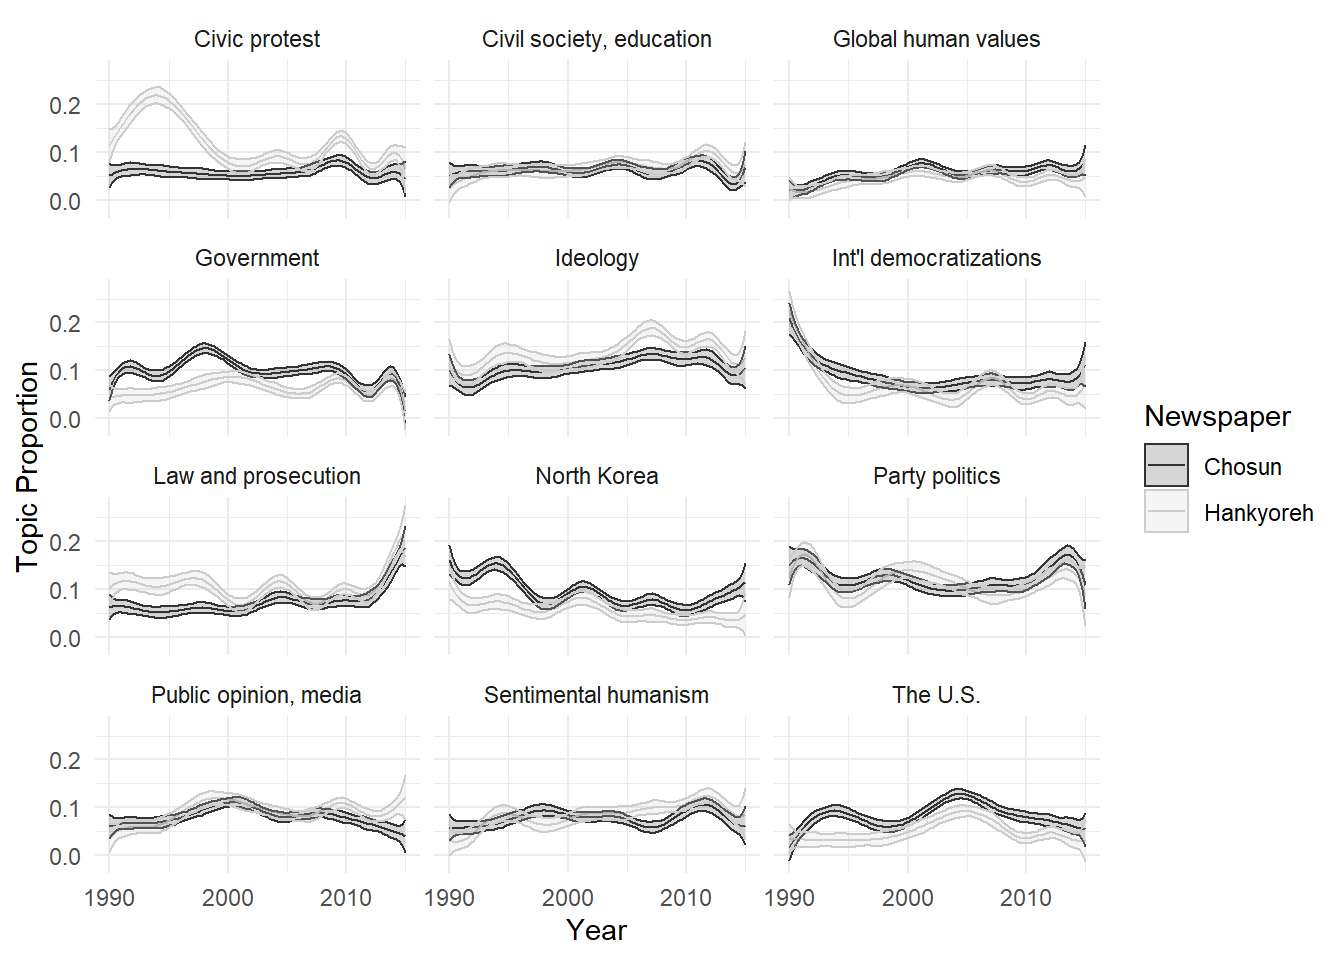 Civic protest
Civil society, education
Global human values
0.2
0.1
0.0
Government
Ideology
Int'l democratizations
0.2
0.1
0.0
Topic Proportion
Newspaper
Chosun
Hankyoreh
Law and prosecution
North Korea
Party politics
0.2
0.1
0.0
Public opinion, media
Sentimental humanism
The U.S.
0.2
0.1
0.0
1990 2000 2010 1990 2000 2010 1990 2000 2010
Year